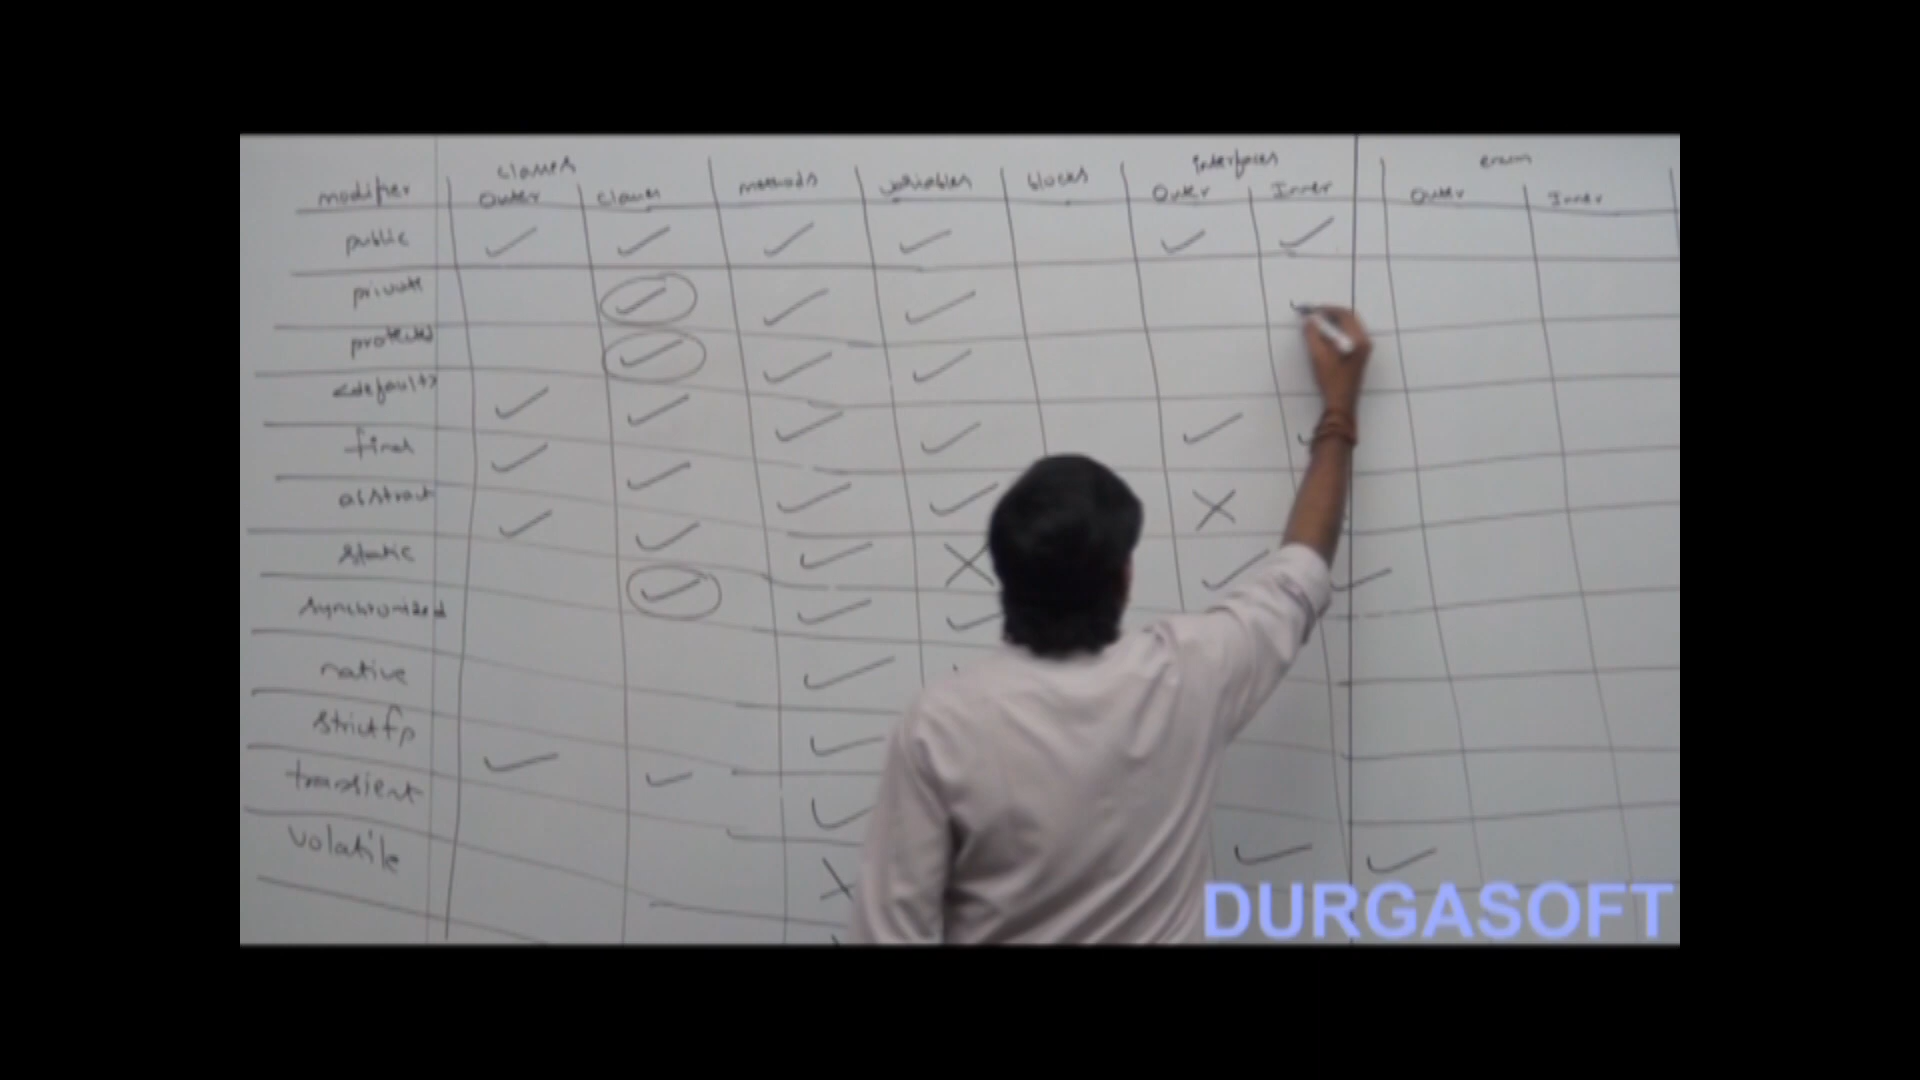 classes interfaces enum
modifier Outer classes methods variables blocks Outer Inner Outer Inner
public ✓ ✓ ✓ ✓ ✓ ✓
private ✓ ✓ ✓
protected ✓ ✓ ✓
<default> ✓ ✓ ✓ ✓ ✓
final ✓ ✓ ✓ ✓ X
abstract ✓ ✓ ✓ X ✓ ✓
static ✓ ✓ ✓
synchronized ✓
native ✓
strictfp ✓ ✓ ✓ ✓ ✓
transient X
volatile
DURGASOFT